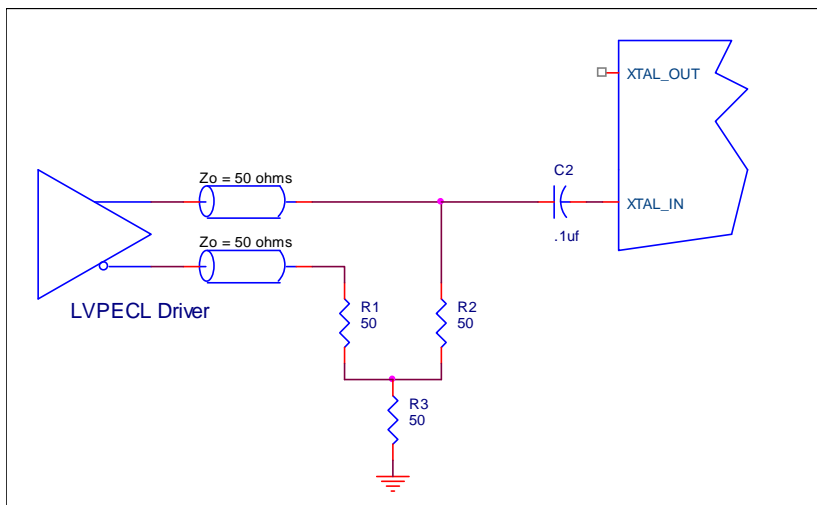 XTAL_OUT
Zo = 50 ohms
C2
XTAL_IN
.1uf
Zo = 50 ohms
LVPECL Driver
R1
50
R2
50
R3
50